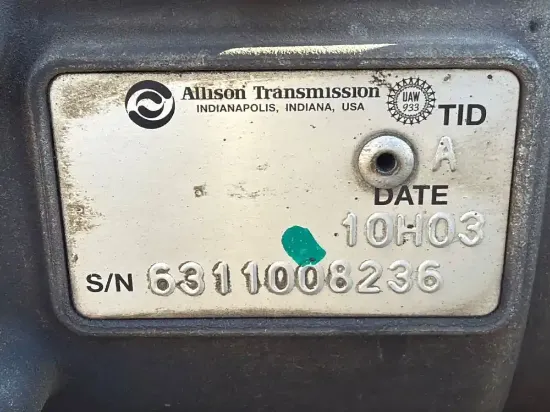 Allison Transmission
INDIANAPOLIS, INDIANA, USA
UAW
933
TID
A
DATE
10H03
S/N 6311008236